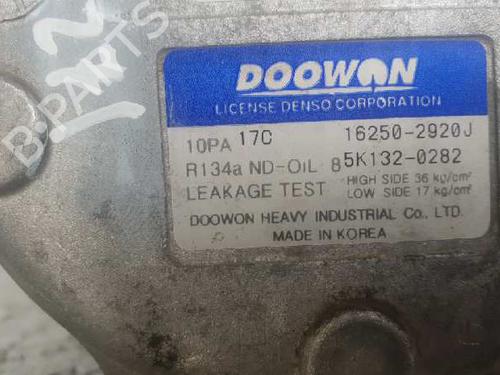 B-PARTS
DOOWON
LICENSE DENSO CORPORATION
10PA 17C 16250-2920J
R134a ND-OIL 8 5K132-0282
LEAKAGE TEST HIGH SIDE 36 kg/cm²
LOW SIDE 17 kg/cm²
DOOWON HEAVY INDUSTRIAL Co., LTD.
MADE IN KOREA